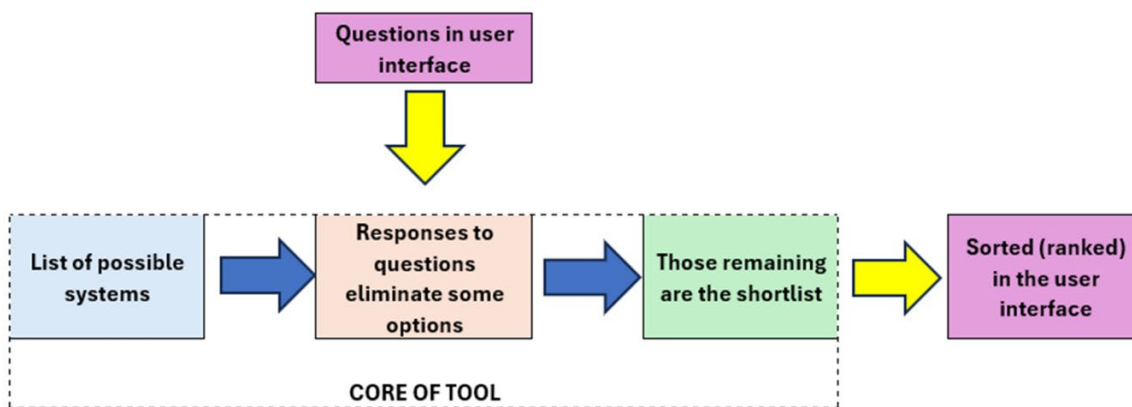 Questions in user
interface
List of possible
systems
Responses to
questions
eliminate some
options
Those remaining
are the shortlist
Sorted (ranked)
in the user
interface
CORE OF TOOL